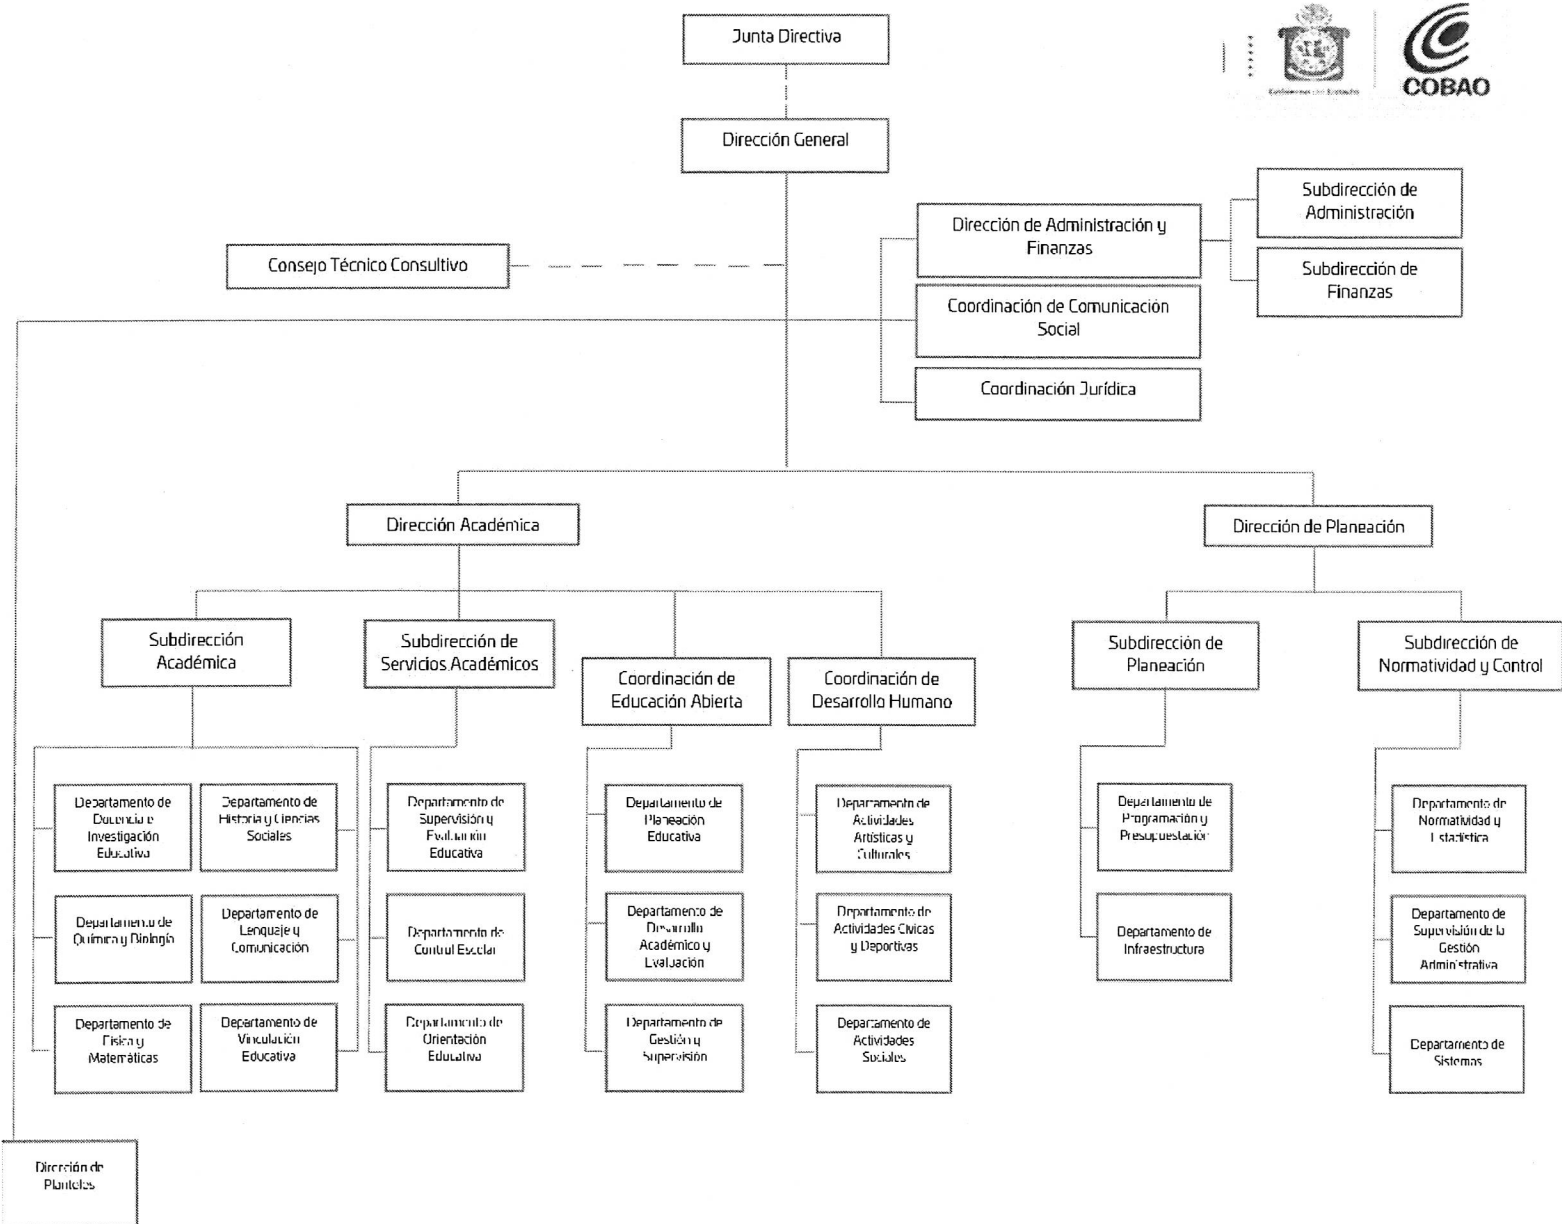 Junta Directiva
COBAO
Dirección General
Subdirección de
Administración
Dirección de Administración y
Finanzas
Subdirección de
Finanzas
Consejo Técnico Consultivo
Coordinación de Comunicación
Social
Coordinación Jurídica
Dirección Académica
Dirección de Planeación
Subdirección
Académica
Subdirección de
Servicios Académicos
Coordinación de
Educación Abierta
Coordinación de
Desarrollo Humano
Subdirección de
Planeación
Subdirección de
Normatividad y Control
Departamento de
Docencia e
Investigación
Educativa
Departamento de
Historia y Ciencias
Sociales
Departamento de
Supervisión y
Evaluación
Educativa
Departamento de
Planeación
Educativa
Departamento de
Actividades
Artísticas y
Culturales
Departamento de
Programación y
Presupuestación
Departamento de
Normatividad y
Estadística
Departamento de
Química y Biología
Departamento de
Lenguaje y
Comunicación
Departamento de
Control Escolar
Departamento de
Desarrollo
Académico y
Evaluación
Departamento de
Actividades Cívicas
y Deportivas
Departamento de
Infraestructura
Departamento de
Supervisión de la
Gestión
Administrativa
Departamento de
Física y
Matemáticas
Departamento de
Vinculación
Educativa
Departamento de
Orientación
Educativa
Departamento de
Gestión y
Supervisión
Departamento de
Actividades
Sociales
Departamento de
Sistemas
Dirección de
Planteles